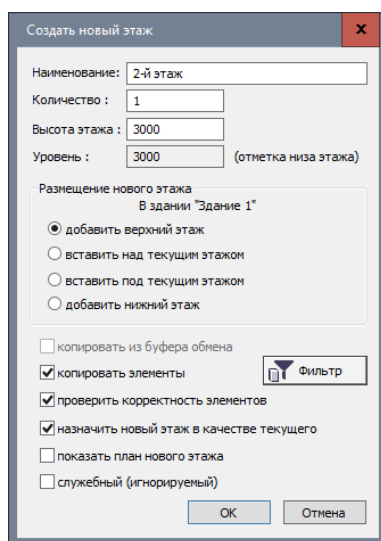 Создать новый этаж
x
Наименование: 2-й этаж
Количество : 1
Высота этажа : 3000
Уровень : 3000 (отметка низа этажа)
Размещение нового этажа
В здании "Здание 1"
добавить верхний этаж
вставить над текущим этажом
вставить под текущим этажом
добавить нижний этаж
копировать из буфера обмена
копировать элементы Фильтр
проверить корректность элементов
назначить новый этаж в качестве текущего
показать план нового этажа
служебный (игнорируемый)
OK Отмена